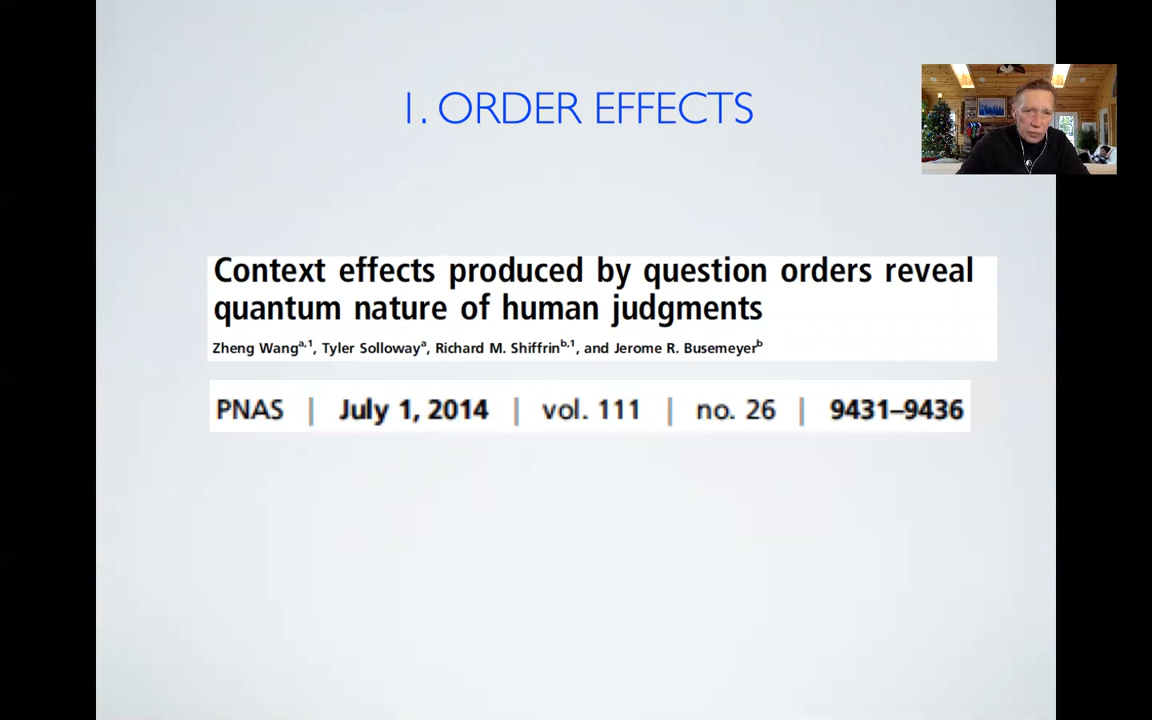 1. ORDER EFFECTS
Context effects produced by question orders reveal
quantum nature of human judgments
Zheng Wangᵃ,¹, Tyler Sollowayᵃ, Richard M. Shiffrinᵇ,¹, and Jerome R. Busemeyerᵇ
PNAS | July 1, 2014 | vol. 111 | no. 26 | 9431–9436